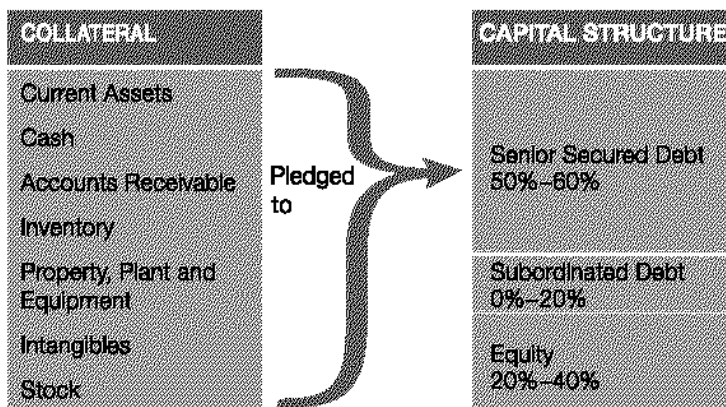 COLLATERAL
Current Assets
Cash
Accounts Receivable
Inventory
Property, Plant and
Equipment
Intangibles
Stock
Pledged
to
CAPITAL STRUCTURE
Senior Secured Debt
50%–60%
Subordinated Debt
0%–20%
Equity
20%–40%